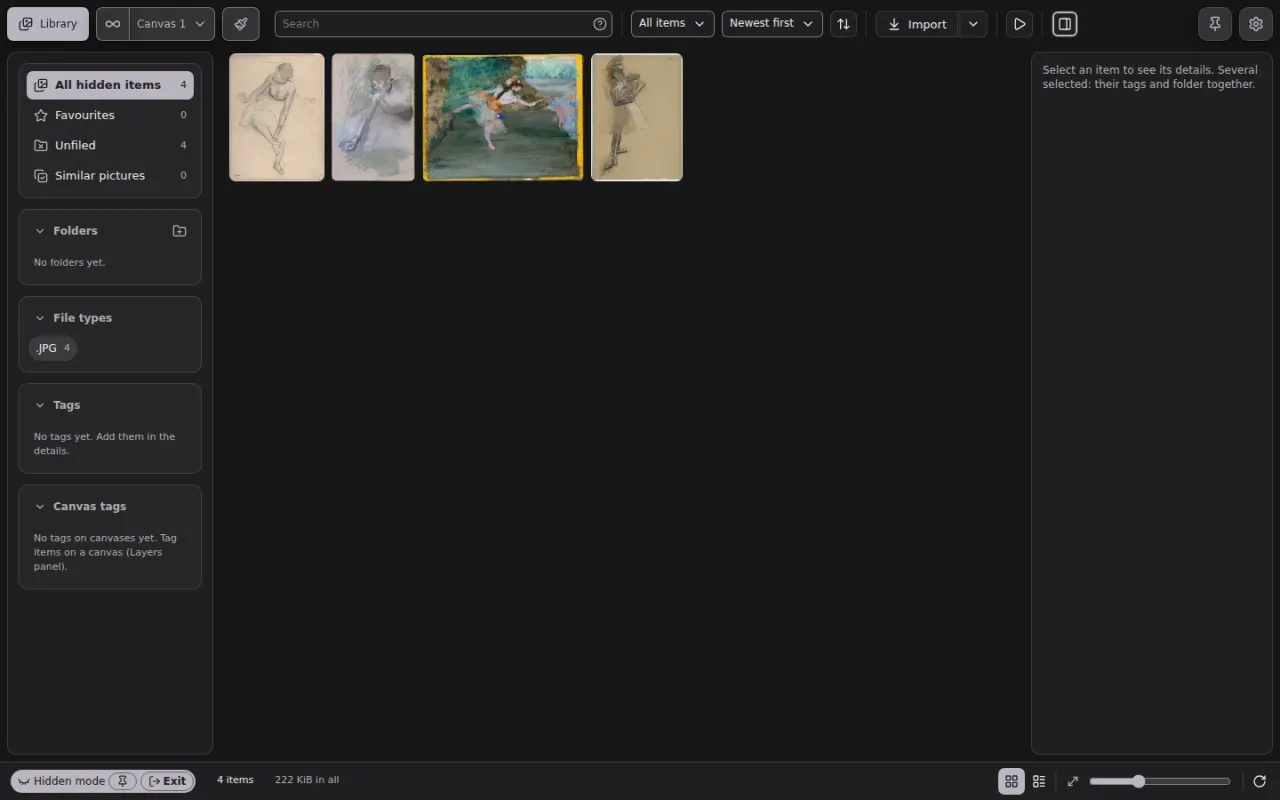 Library
Canvas 1
Search
All items
Newest first
Import
All hidden items 4
Favourites 0
Unfiled 4
Similar pictures 0
Folders
No folders yet.
File types
.JPG 4
Tags
No tags yet. Add them in the
details.
Canvas tags
No tags on canvases yet. Tag
items on a canvas (Layers
panel).
Select an item to see its details. Several
selected: their tags and folder together.
Hidden mode
Exit
4 items
222 KiB in all